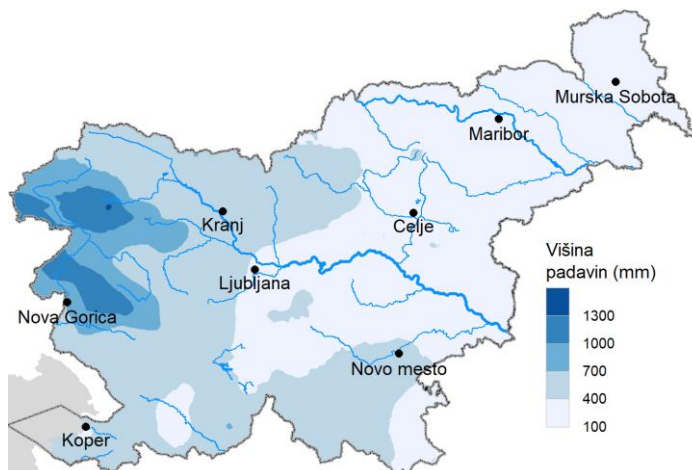 Murska Sobota
Maribor
Kranj
Celje
Ljubljana
Nova Gorica
Novo mesto
Koper
Višina
padavin (mm)
1300
1000
700
400
100